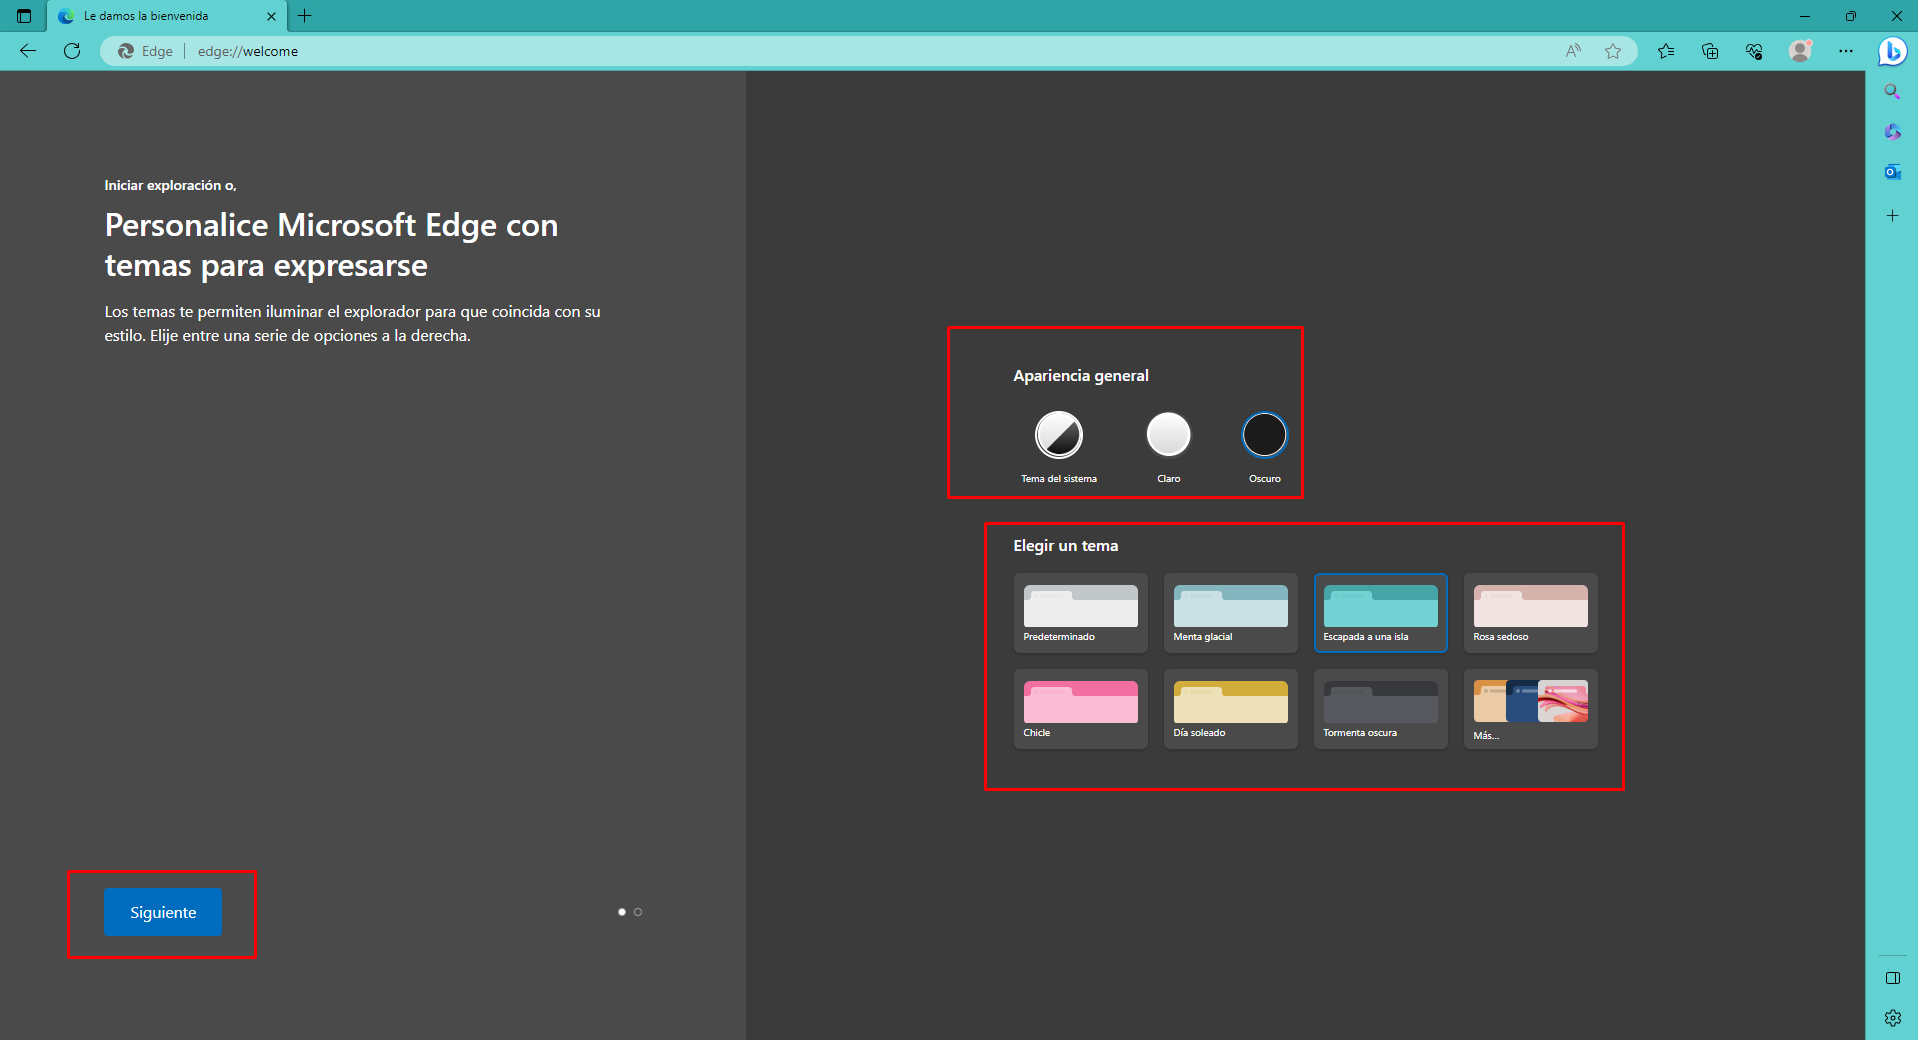 Le damos la bienvenida
Edge
edge://welcome
Iniciar exploración o,
Personalice Microsoft Edge con
temas para expresarse
Los temas te permiten iluminar el explorador para que coincida con su
estilo. Elije entre una serie de opciones a la derecha.
Apariencia general
Tema del sistema Claro Oscuro
Elegir un tema
Predeterminado Menta glacial Escapada a una isla Rosa sedoso
Chicle Día soleado Tormenta oscura Más...
Siguiente